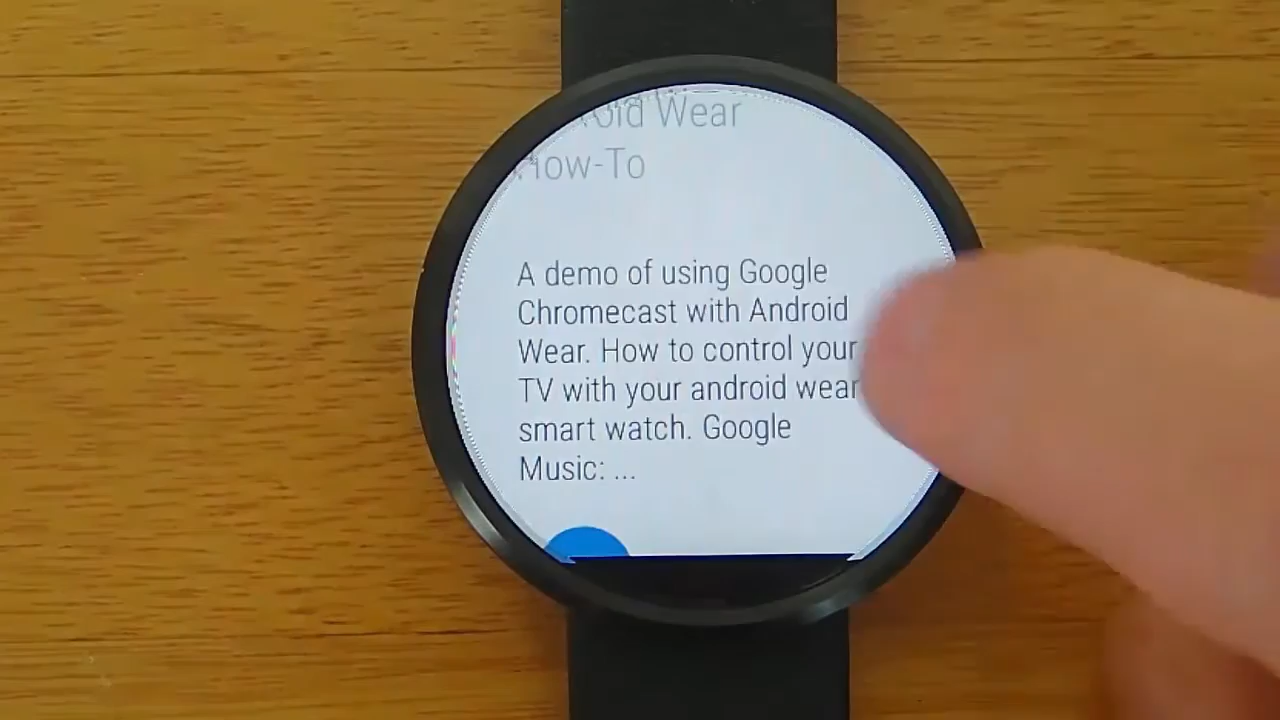 Wear
How-To
A demo of using Google
Chromecast with Android
Wear. How to control your
TV with your android wear
smart watch. Google
Music: ...